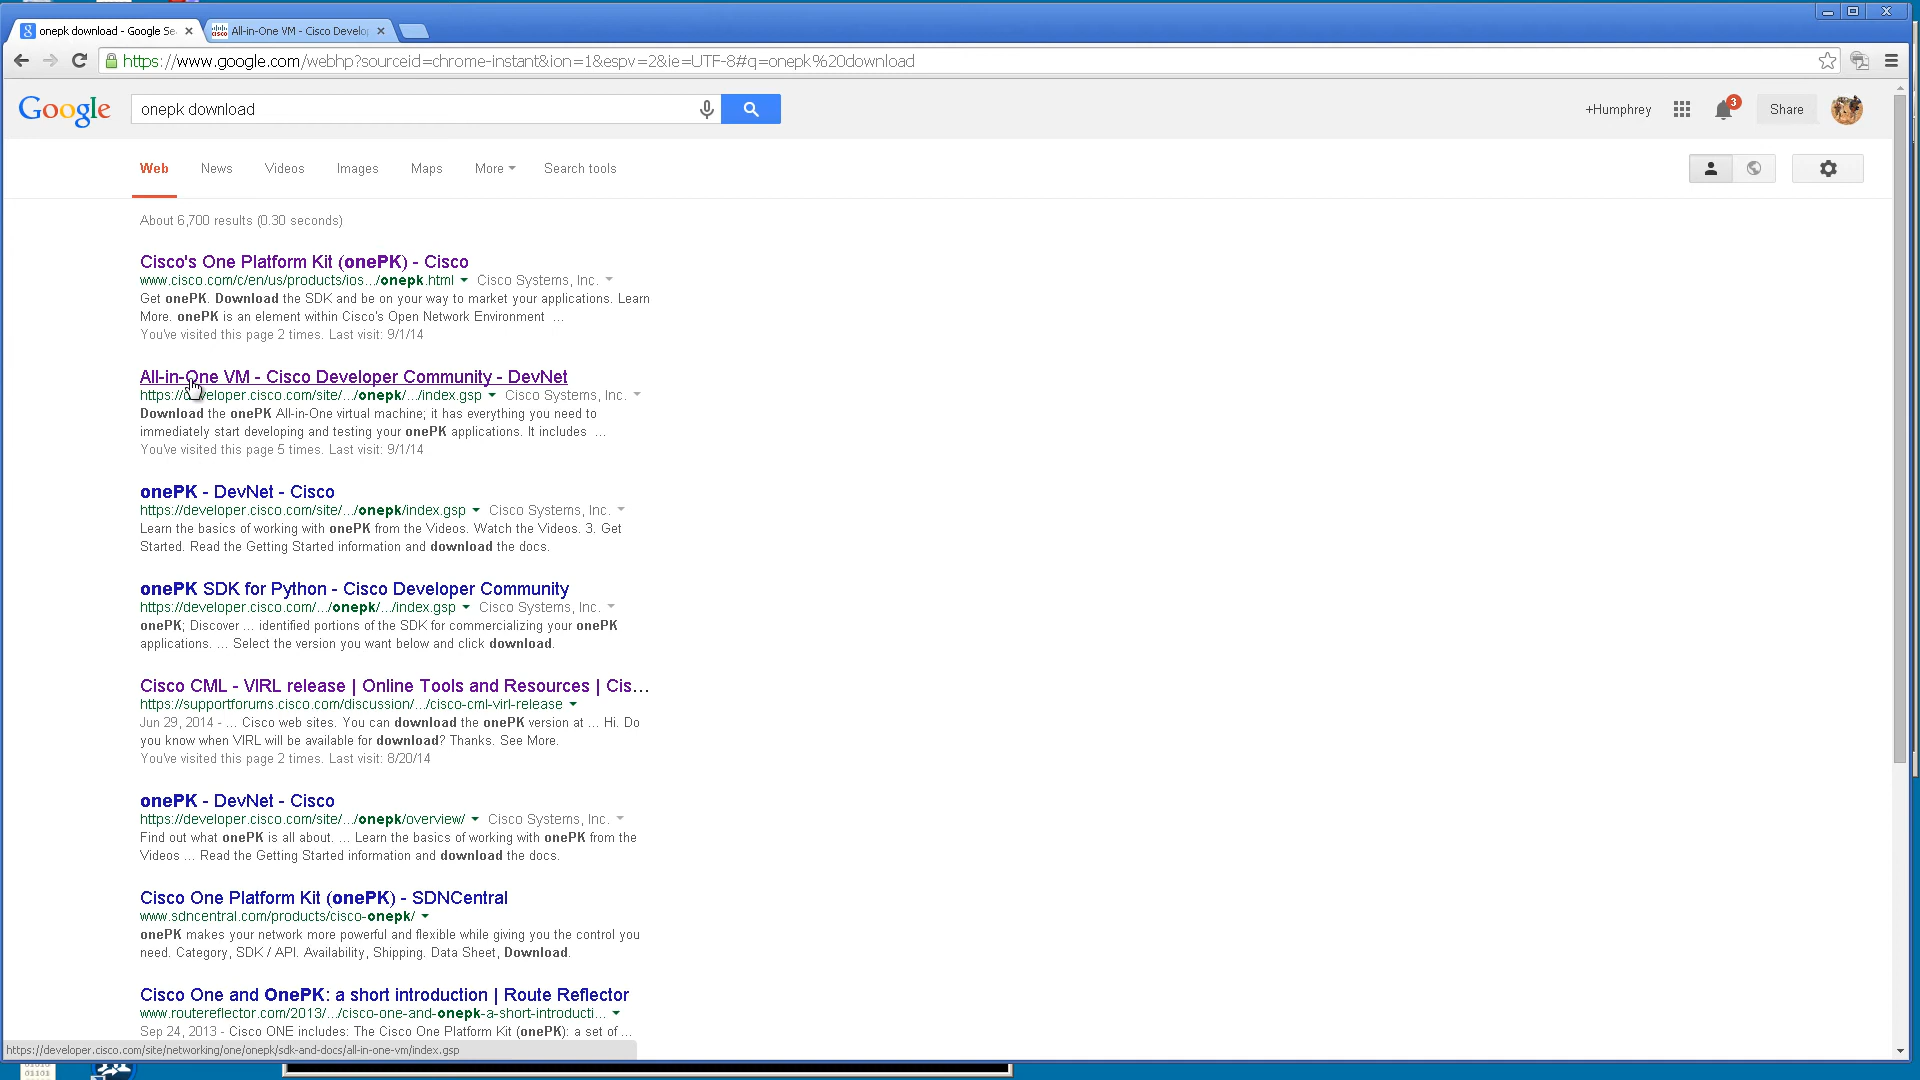 onepk download - Google Se
All-in-One VM - Cisco Develo
https://www.google.com/webhp?sourceid=chrome-instant&ion=1&espv=2&ie=UTF-8#q=onepk%20download
Google
onepk download
+Humphrey
3
Share
Web
News
Videos
Images
Maps
More
Search tools
About 6,700 results (0.30 seconds)
Cisco's One Platform Kit (onePK) - Cisco
www.cisco.com/c/en/us/products/ios.../onepk.html Cisco Systems, Inc.
Get onePK. Download the SDK and be on your way to market your applications. Learn
More. onePK is an element within Cisco's Open Network Environment ...
You've visited this page 2 times. Last visit: 9/1/14
All-in-One VM - Cisco Developer Community - DevNet
https://developer.cisco.com/site/.../onepk/.../index.gsp Cisco Systems, Inc.
Download the onePK All-in-One virtual machine; it has everything you need to
immediately start developing and testing your onePK applications. It includes ...
You've visited this page 5 times. Last visit: 9/1/14
onePK - DevNet - Cisco
https://developer.cisco.com/site/.../onepk/index.gsp Cisco Systems, Inc.
Learn the basics of working with onePK from the Videos. Watch the Videos. 3. Get
Started. Read the Getting Started information and download the docs.
onePK SDK for Python - Cisco Developer Community
https://developer.cisco.com/.../onepk/.../index.gsp Cisco Systems, Inc.
onePK; Discover ... identified portions of the SDK for commercializing your onePK
applications. ... Select the version you want below and click download.
Cisco CML - VIRL release | Online Tools and Resources | Cis...
https://supportforums.cisco.com/discussion/.../cisco-cml-virl-release
Jun 29, 2014 - ... Cisco web sites. You can download the onePK version at ... Hi. Do
you know when VIRL will be available for download? Thanks. See More.
You've visited this page 2 times. Last visit: 8/20/14
onePK - DevNet - Cisco
https://developer.cisco.com/site/.../onepk/overview/ Cisco Systems, Inc.
Find out what onePK is all about. ... Learn the basics of working with onePK from the
Videos ... Read the Getting Started information and download the docs.
Cisco One Platform Kit (onePK) - SDNCentral
www.sdncentral.com/products/cisco-onepk/
onePK makes your network more powerful and flexible while giving you the control you
need. Category, SDK / API. Availability, Shipping. Data Sheet, Download.
Cisco One and OnePK: a short introduction | Route Reflector
www.routereflector.com/2013/.../cisco-one-and-onepk-a-short-introducti...
Sep 24, 2013 - Cisco ONE includes: The Cisco One Platform Kit (onePK): a set of ...
https://developer.cisco.com/site/networking/one/onepk/sdk-and-docs/all-in-one-vm/index.gsp